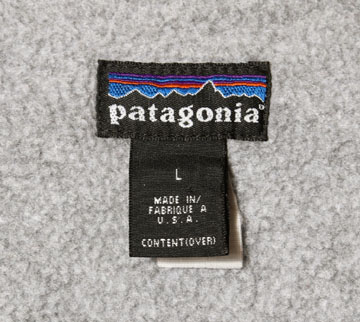 patagonia®
L
MADE IN/
FABRIQUE A
U.S.A.
CONTENT(OVER)